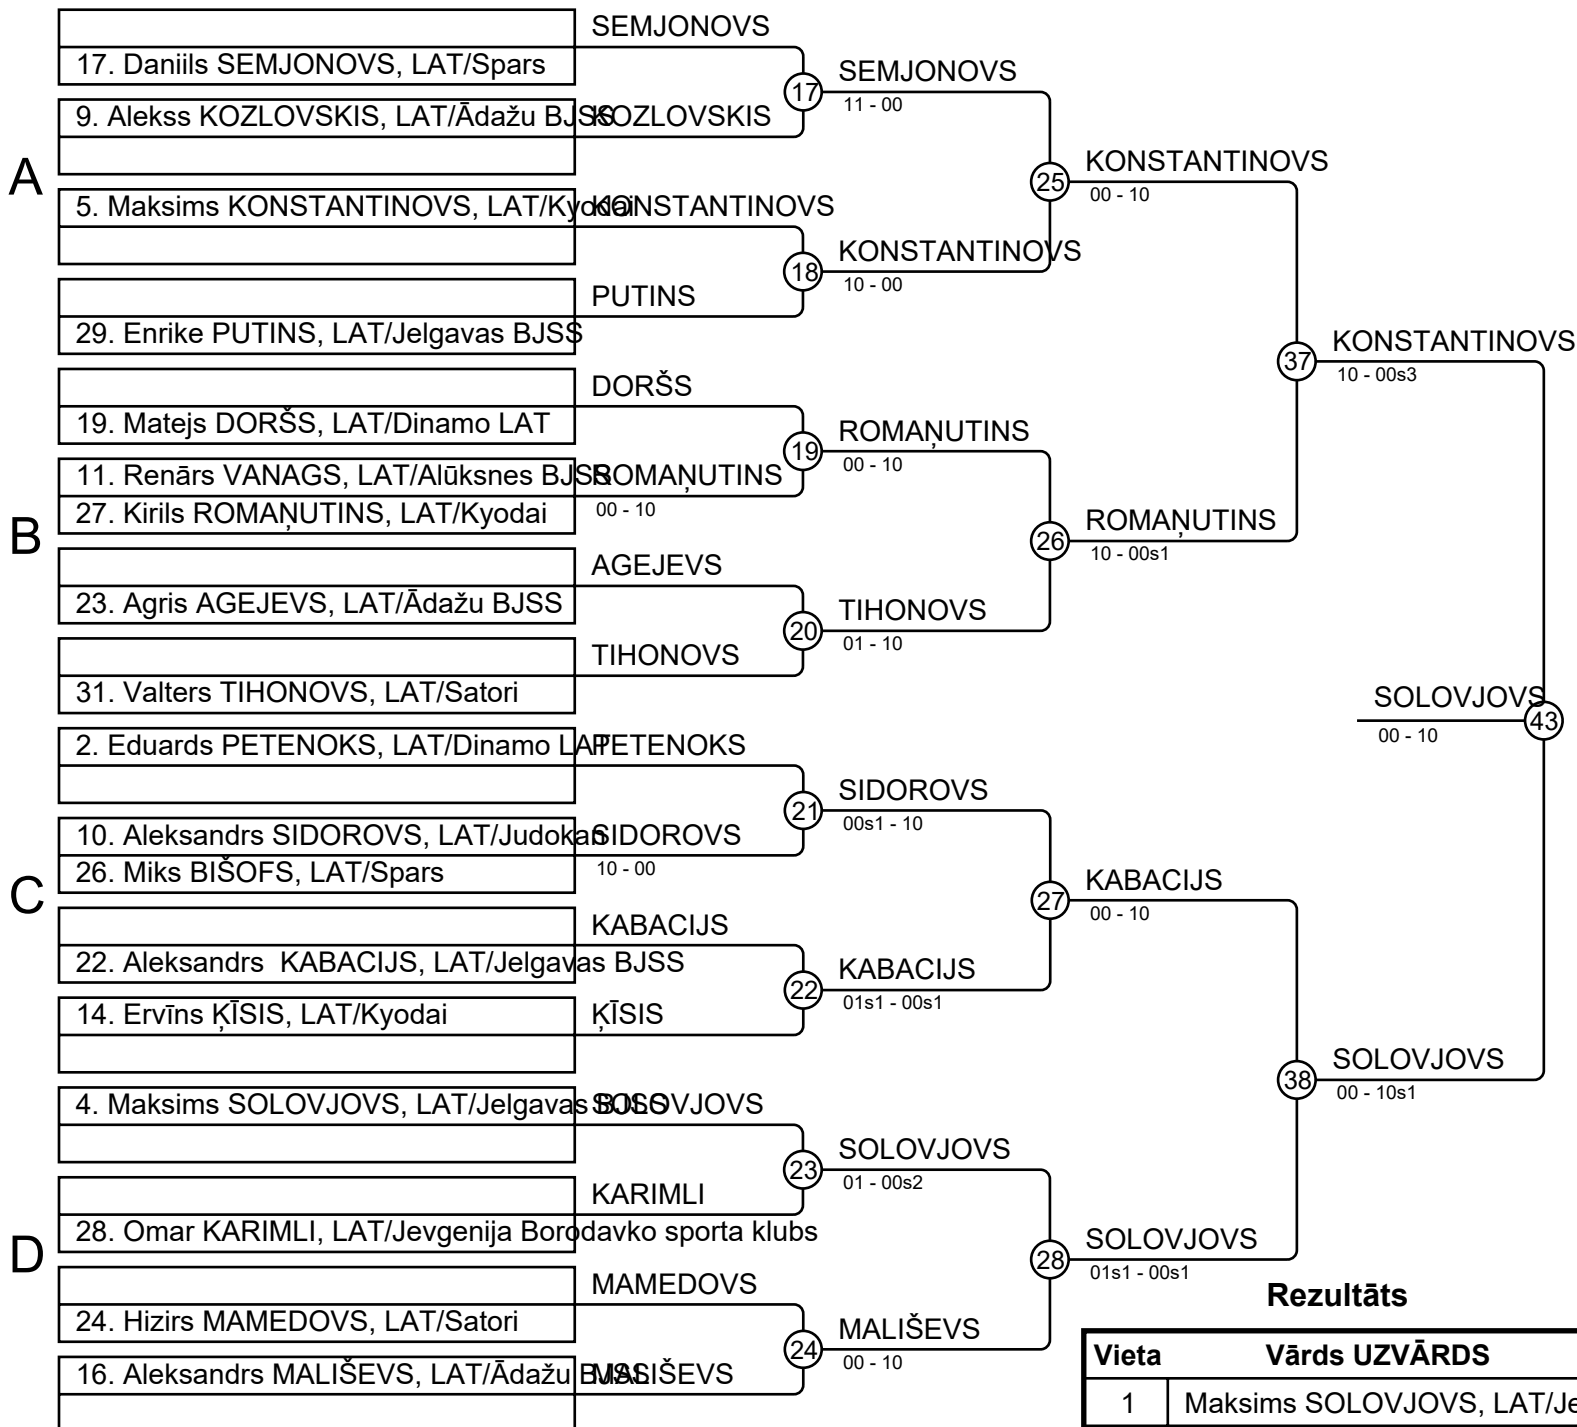 SEMJONOVS
17. Daniils SEMJONOVS, LAT/Spars
17
SEMJONOVS
11 - 00
9. Alekss KOZLOVSKIS, LAT/Ādažu BJSS
KOZLOVSKIS
A
25
KONSTANTINOVS
00 - 10
5. Maksims KONSTANTINOVS, LAT/Kyodai
KONSTANTINOVS
18
KONSTANTINOVS
10 - 00
PUTINS
29. Enrike PUTINS, LAT/Jelgavas BJSS
37
KONSTANTINOVS
10 - 00s3
DORŠS
19. Matejs DORŠS, LAT/Dinamo LAT
19
ROMAŅUTINS
00 - 10
11. Renārs VANAGS, LAT/Alūksnes BJSS
ROMAŅUTINS
27. Kirils ROMAŅUTINS, LAT/Kyodai
00 - 10
B
26
ROMAŅUTINS
10 - 00s1
AGEJEVS
23. Agris AGEJEVS, LAT/Ādažu BJSS
20
TIHONOVS
01 - 10
TIHONOVS
31. Valters TIHONOVS, LAT/Satori
SOLOVJOVS
43
00 - 10
2. Eduards PETENOKS, LAT/Dinamo LAT
PETENOKS
21
SIDOROVS
00s1 - 10
10. Aleksandrs SIDOROVS, LAT/Judokan
SIDOROVS
26. Miks BIŠOFS, LAT/Spars
10 - 00
C
27
KABACIJS
00 - 10
KABACIJS
22. Aleksandrs  KABACIJS, LAT/Jelgavas BJSS
22
KABACIJS
01s1 - 00s1
14. Ervīns ĶĪSIS, LAT/Kyodai
ĶĪSIS
38
SOLOVJOVS
00 - 10s1
4. Maksims SOLOVJOVS, LAT/Jelgavas BJSS
SOLOVJOVS
23
SOLOVJOVS
01 - 00s2
KARIMLI
28. Omar KARIMLI, LAT/Jevgenija Borodavko sporta klubs
D
28
SOLOVJOVS
01s1 - 00s1
MAMEDOVS
24. Hizirs MAMEDOVS, LAT/Satori
24
MALIŠEVS
00 - 10
16. Aleksandrs MALIŠEVS, LAT/Ādažu BJSS
MALIŠEVS
Rezultāts
Vieta Vārds UZVĀRDS
1 Maksims SOLOVJOVS, LAT/Je